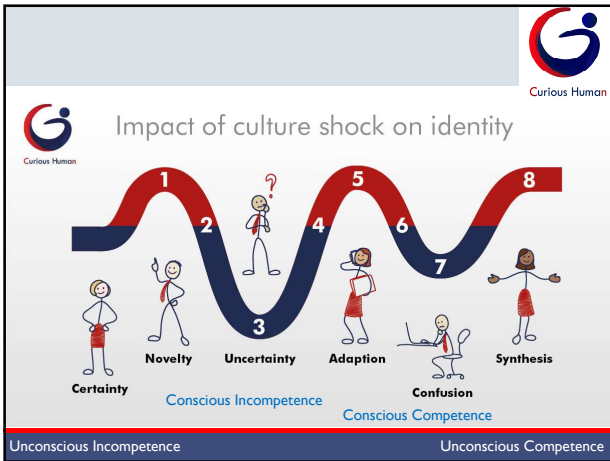 Curious Human
Curious Human
Impact of culture shock on identity
1
2
3
4
5
6
7
8
?
Certainty
Novelty
Uncertainty
Adaption
Confusion
Synthesis
Conscious Incompetence
Conscious Competence
Unconscious Incompetence
Unconscious Competence